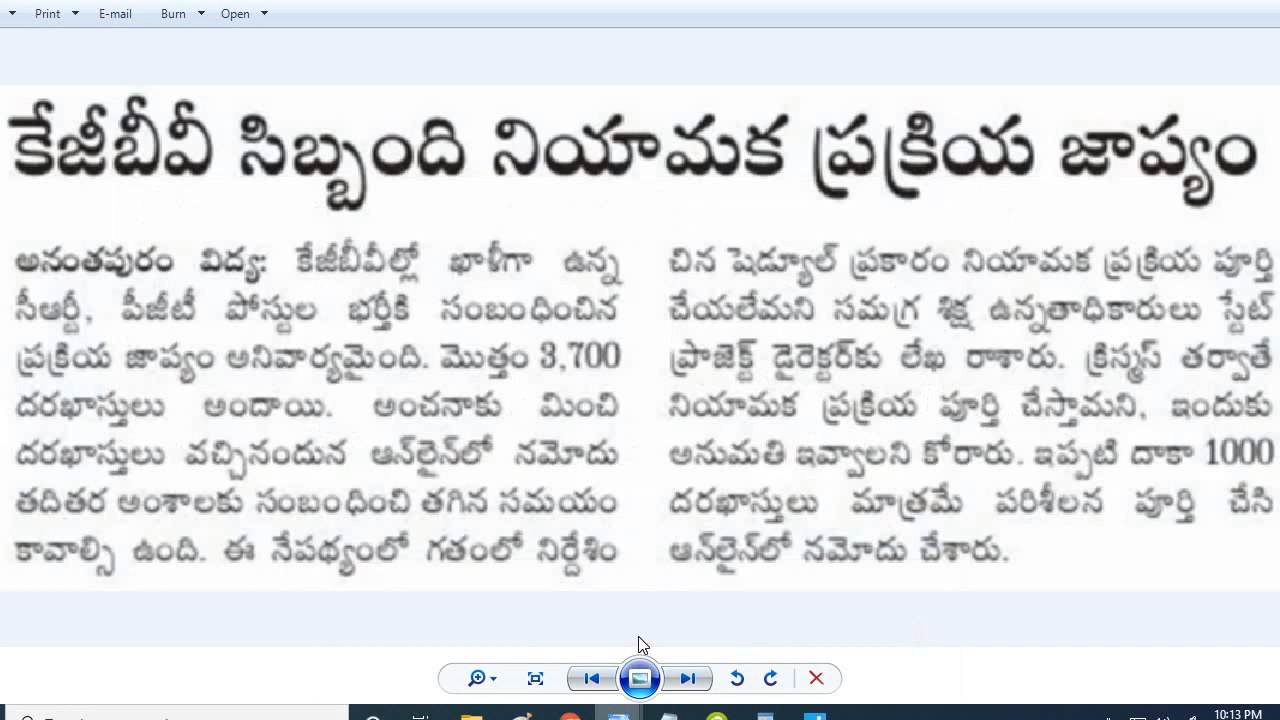 Print E-mail Burn Open
కేజీబీవీ సిబ్బంది నియామక ప్రక్రియ జాప్యం
అనంతపురం విద్య: కేజీబీవీల్లో ఖాళీగా ఉన్న
సీఆర్టీ, పీజీటీ పోస్టుల భర్తీకి సంబంధించిన
ప్రక్రియ జాప్యం అనివార్యమైంది. మొత్తం 3,700
దరఖాస్తులు అందాయి. అంచనాకు మించి
దరఖాస్తులు వచ్చినందున ఆన్‌లైన్‌లో నమోదు
తదితర అంశాలకు సంబంధించి తగిన సమయం
కావాల్సి ఉంది. ఈ నేపథ్యంలో గతంలో నిర్దేశిం
చిన షెడ్యూల్ ప్రకారం నియామక ప్రక్రియ పూర్తి
చేయలేమని సమగ్ర శిక్ష ఉన్నతాధికారులు స్టేట్
ప్రాజెక్ట్ డైరెక్టర్‌కు లేఖ రాశారు. క్రిస్మస్ తర్వాతే
నియామక ప్రక్రియ పూర్తి చేస్తామని, ఇందుకు
అనుమతి ఇవ్వాలని కోరారు. ఇప్పటి దాకా 1000
దరఖాస్తులు మాత్రమే పరిశీలన పూర్తి చేసి
ఆన్‌లైన్‌లో నమోదు చేశారు.
10:13 PM